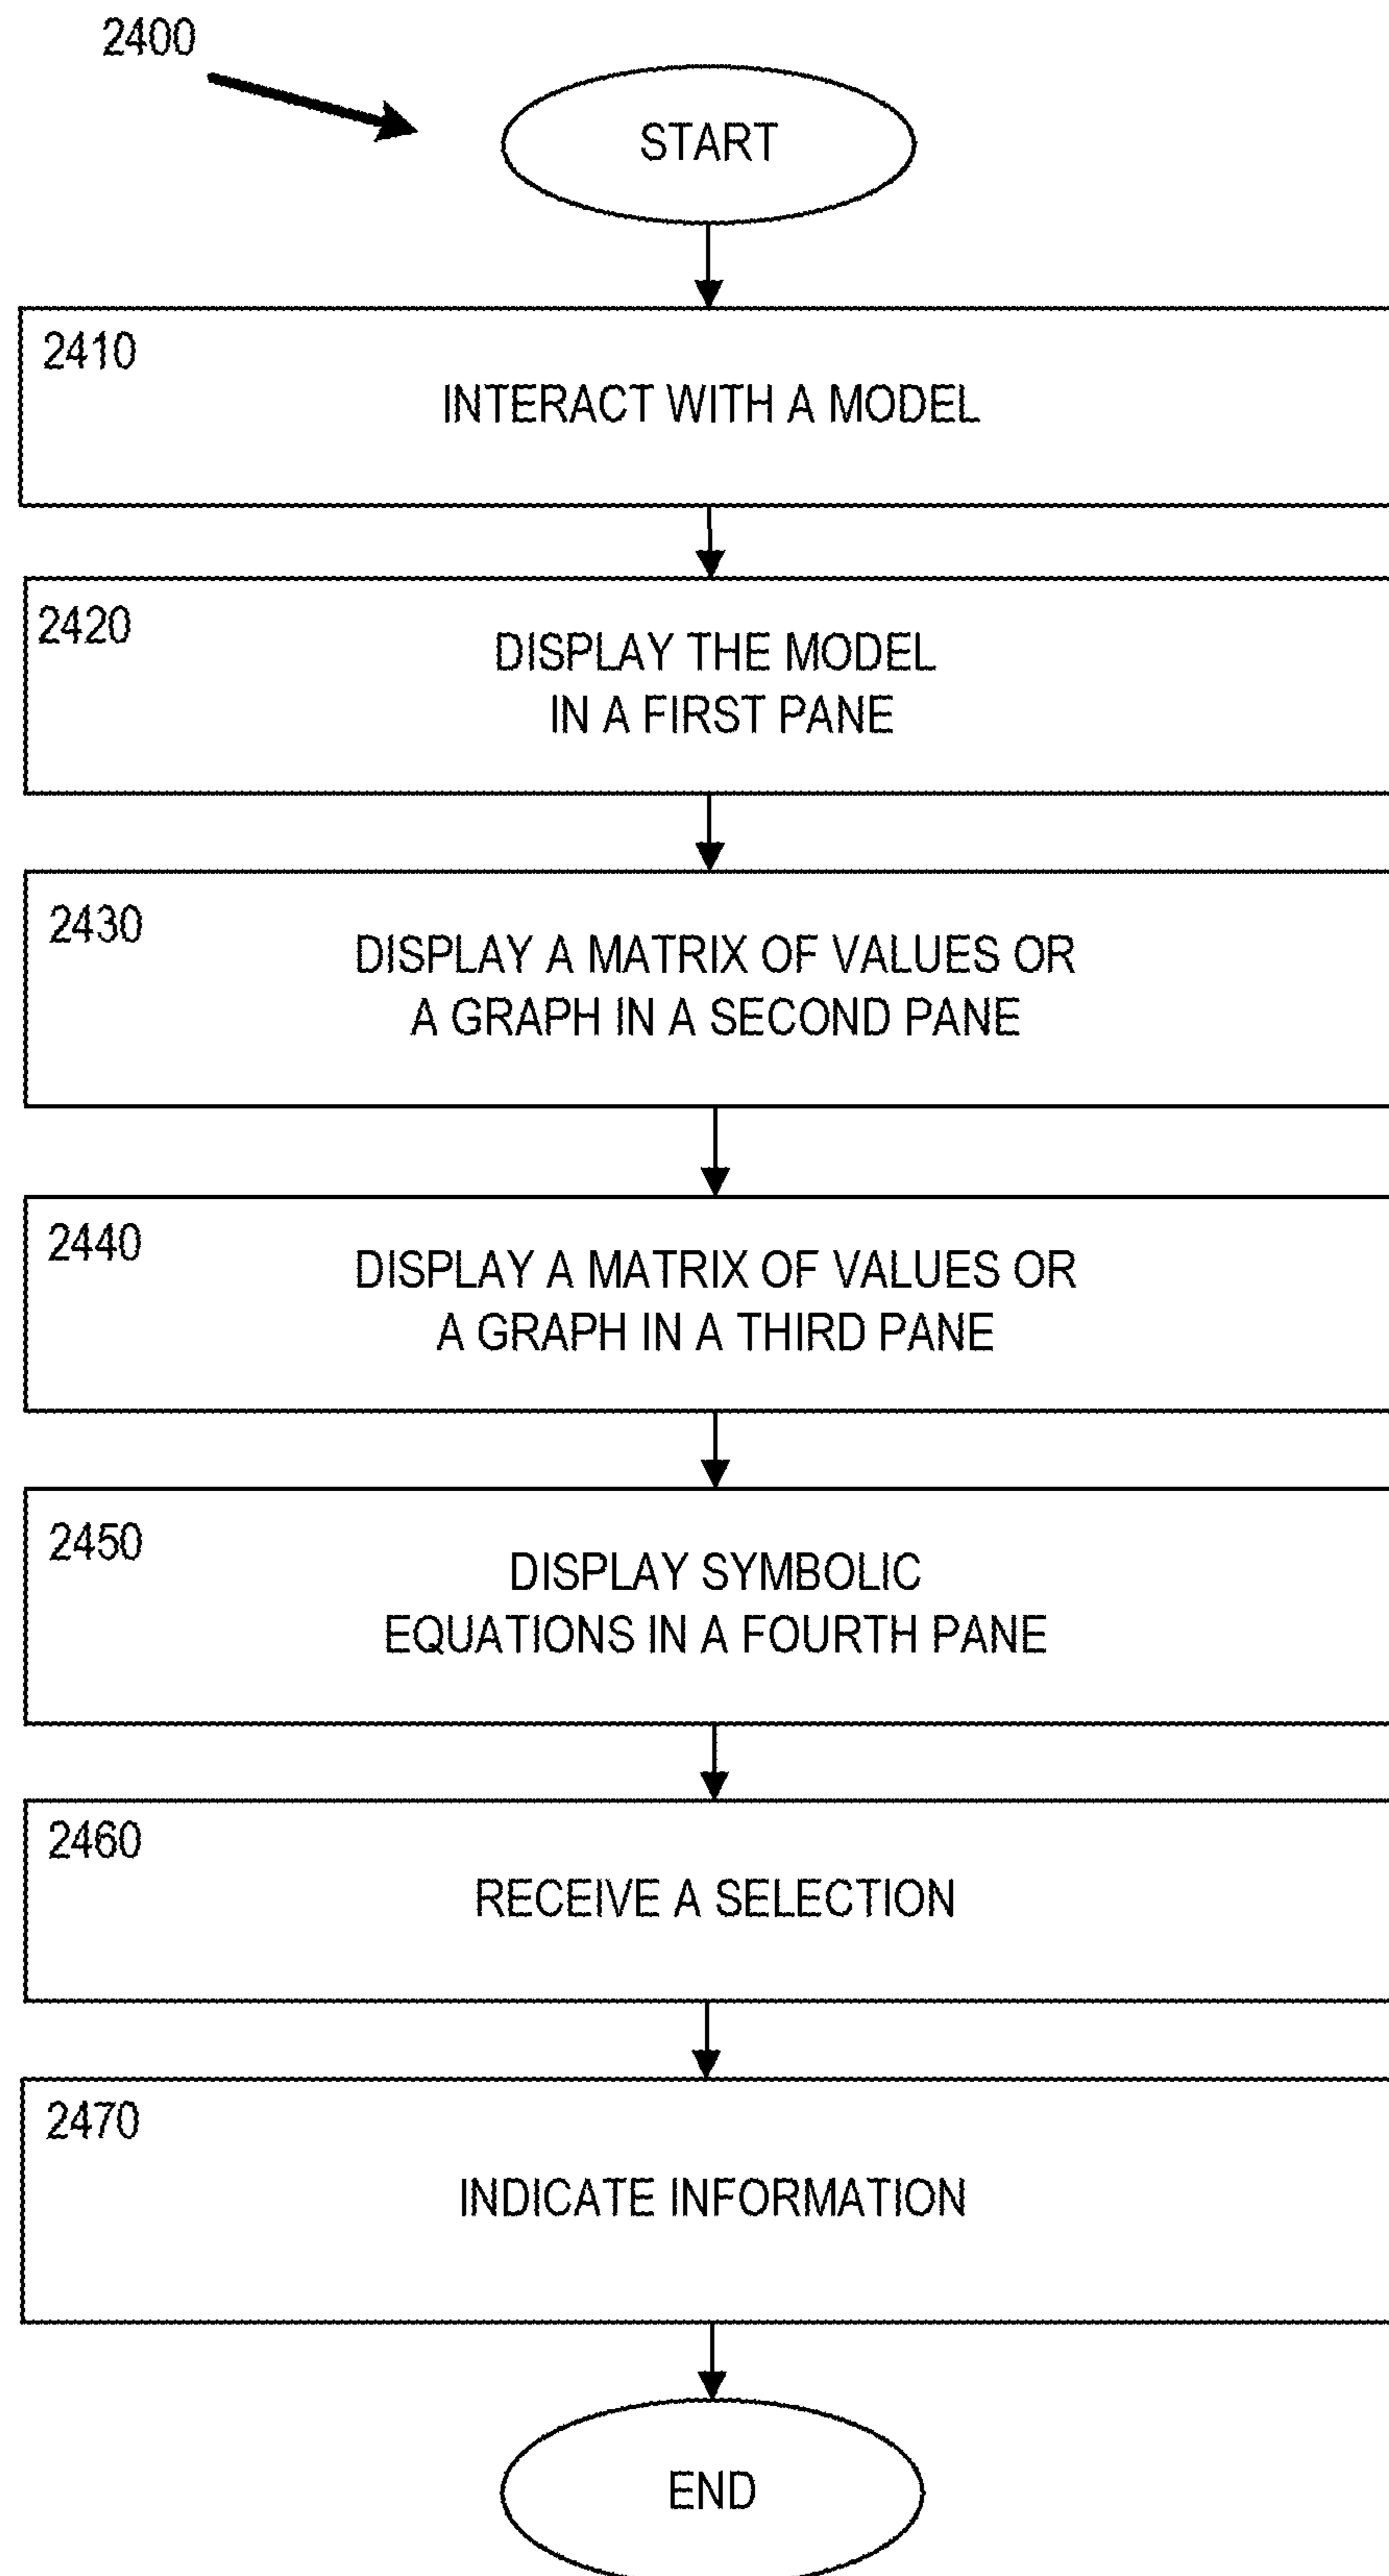 2400
START
2410
INTERACT WITH A MODEL
2420
DISPLAY THE MODEL
IN A FIRST PANE
2430
DISPLAY A MATRIX OF VALUES OR
A GRAPH IN A SECOND PANE
2440
DISPLAY A MATRIX OF VALUES OR
A GRAPH IN A THIRD PANE
2450
DISPLAY SYMBOLIC
EQUATIONS IN A FOURTH PANE
2460
RECEIVE A SELECTION
2470
INDICATE INFORMATION
END